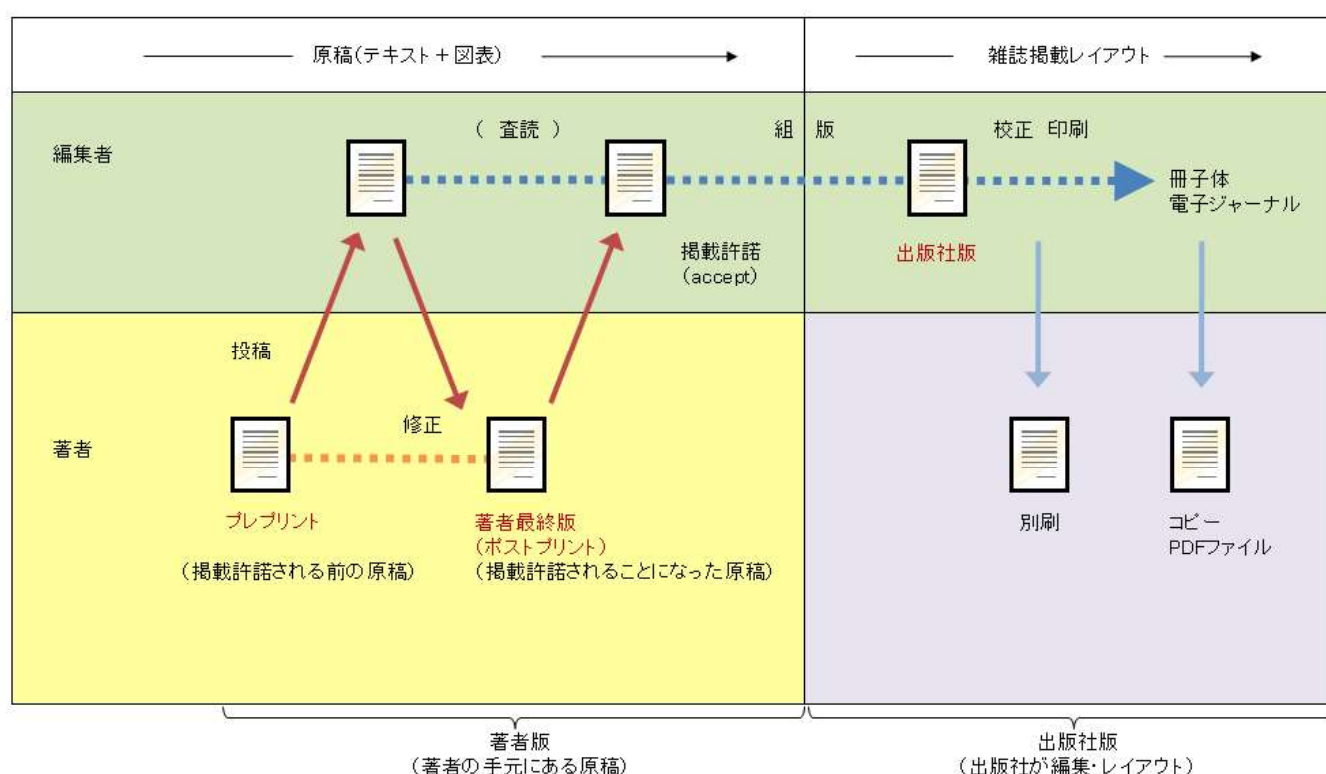 原稿(テキスト＋図表)
雑誌掲載レイアウト
編集者
( 査読 )
組 版
校正 印刷
冊子体
電子ジャーナル
掲載許諾
(accept)
出版社版
投稿
著者
修正
プレプリント
(掲載許諾される前の原稿)
著者最終版
(ポストプリント)
(掲載許諾されることになった原稿)
別刷
コピー
PDFファイル
著者版
(著者の手元にある原稿)
出版社版
(出版社が編集・レイアウト)